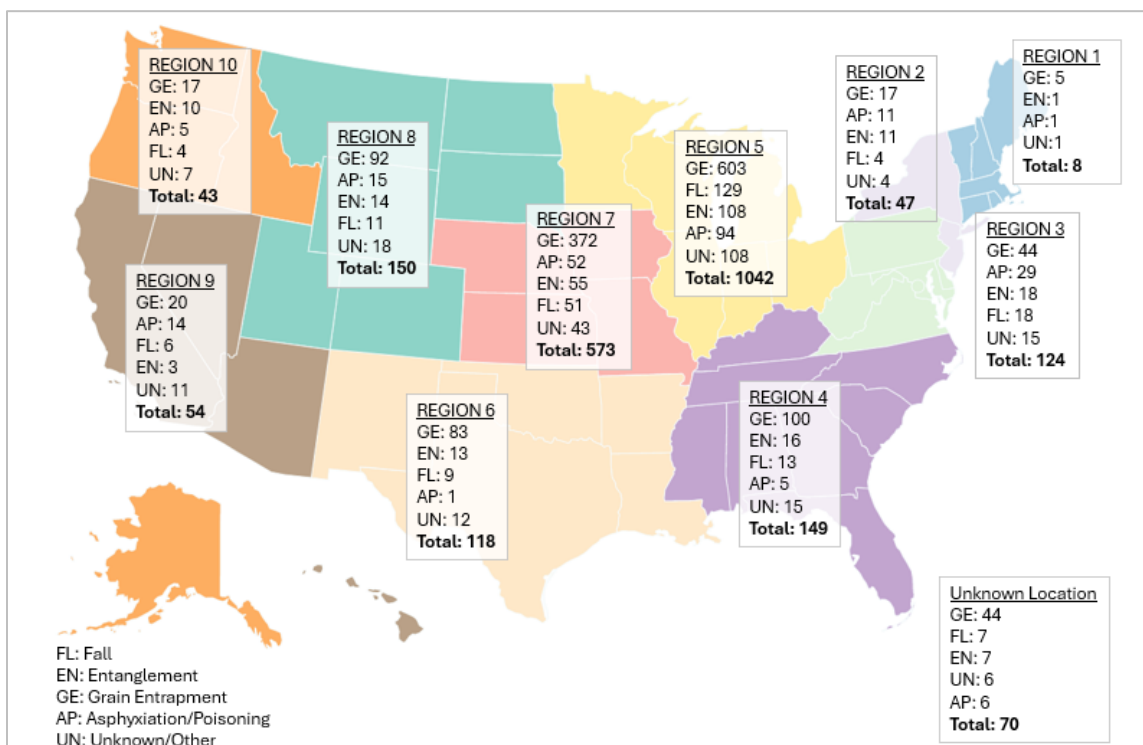 REGION 10
GE: 17
EN: 10
AP: 5
FL: 4
UN: 7
Total: 43
REGION 8
GE: 92
AP: 15
EN: 14
FL: 11
UN: 18
Total: 150
REGION 5
GE: 603
FL: 129
EN: 108
AP: 94
UN: 108
Total: 1042
REGION 2
GE: 17
AP: 11
EN: 11
FL: 4
UN: 4
Total: 47
REGION 1
GE: 5
EN:1
AP:1
UN:1
Total: 8
REGION 9
GE: 20
AP: 14
FL: 6
EN: 3
UN: 11
Total: 54
REGION 7
GE: 372
AP: 52
EN: 55
FL: 51
UN: 43
Total: 573
REGION 3
GE: 44
AP: 29
EN: 18
FL: 18
UN: 15
Total: 124
REGION 6
GE: 83
EN: 13
FL: 9
AP: 1
UN: 12
Total: 118
REGION 4
GE: 100
EN: 16
FL: 13
AP: 5
UN: 15
Total: 149
Unknown Location
GE: 44
FL: 7
EN: 7
UN: 6
AP: 6
Total: 70
FL: Fall
EN: Entanglement
GE: Grain Entrapment
AP: Asphyxiation/Poisoning
UN: Unknown/Other